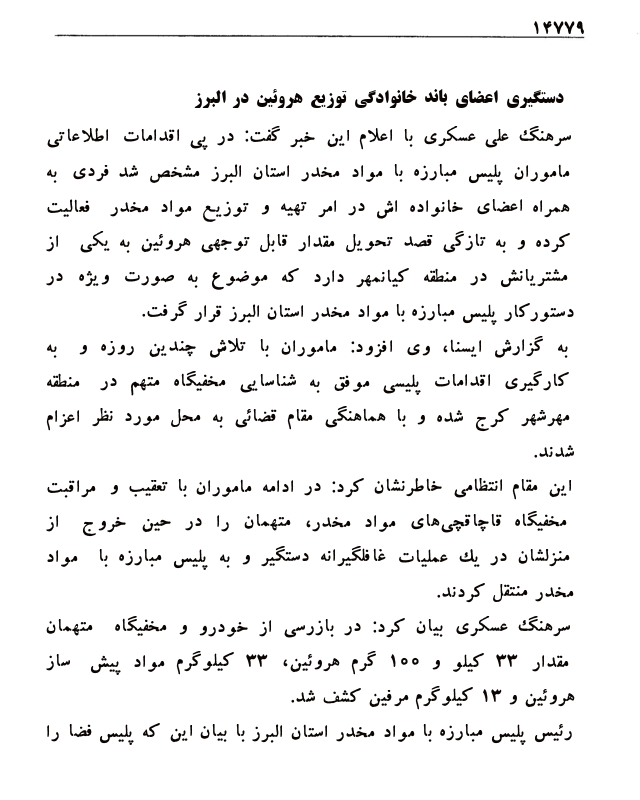 ۱۴۷۷۹
دستگیری اعضای باند خانوادگی توزیع هروئین در البرز
سرهنگ علی عسکری با اعلام این خبر گفت: در پی اقدامات اطلاعاتی
ماموران پلیس مبارزه با مواد مخدر استان البرز مشخص شد فردی به
همراه اعضای خانواده اش در امر تهیه و توزیع مواد مخدر فعالیت
کرده و به تازگی قصد تحویل مقدار قابل توجهی هروئین به یکی از
مشتریانش در منطقه کیانمهر دارد که موضوع به صورت ویژه در
دستورکار پلیس مبارزه با مواد مخدر استان البرز قرار گرفت.
به گزارش ایسنا، وی افزود: ماموران با تلاش چندین روزه و به
کارگیری اقدامات پلیسی موفق به شناسایی مخفیگاه متهم در منطقه
مهرشهر کرج شده و با هماهنگی مقام قضائی به محل مورد نظر اعزام
شدند.
این مقام انتظامی خاطرنشان کرد: در ادامه ماموران با تعقیب و مراقبت
مخفیگاه قاچاقچی‌های مواد مخدر، متهمان را در حین خروج از
منزلشان در یك عملیات غافلگیرانه دستگیر و به پلیس مبارزه با مواد
مخدر منتقل کردند.
سرهنگ عسکری بیان کرد: در بازرسی از خودرو و مخفیگاه متهمان
مقدار ۳۳ کیلو و ۱۰۰ گرم هروئین، ۳۳ کیلوگرم مواد پیش ساز
هروئین و ۱۳ کیلوگرم مرفین کشف شد.
رئیس پلیس مبارزه با مواد مخدر استان البرز با بیان این که پلیس فضا را